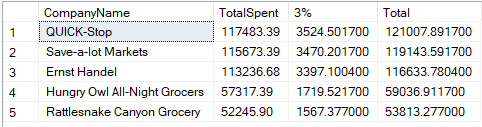 CompanyName TotalSpent 3% Total
1 QUICK-Stop 117483.39 3524.501700 121007.891700
2 Save-a-lot Markets 115673.39 3470.201700 119143.591700
3 Ernst Handel 113236.68 3397.100400 116633.780400
4 Hungry Owl All-Night Grocers 57317.39 1719.521700 59036.911700
5 Rattlesnake Canyon Grocery 52245.90 1567.377000 53813.277000